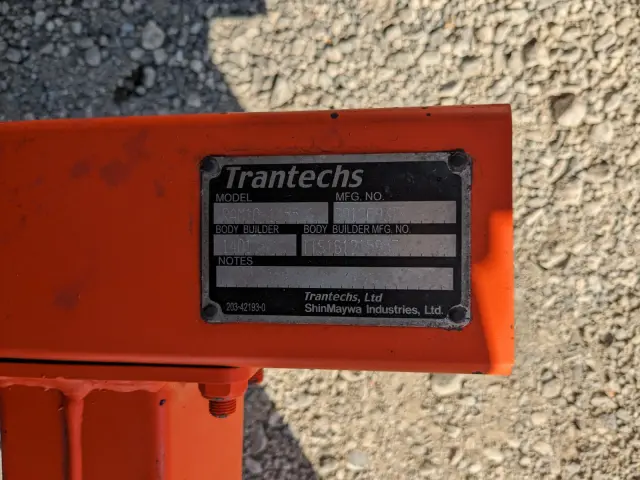 Trantechs
MODEL MFG. NO.
BODY BUILDER BODY BUILDER MFG. NO.
NOTES
Trantechs, Ltd
203-42193-0 ShinMaywa Industries, Ltd.